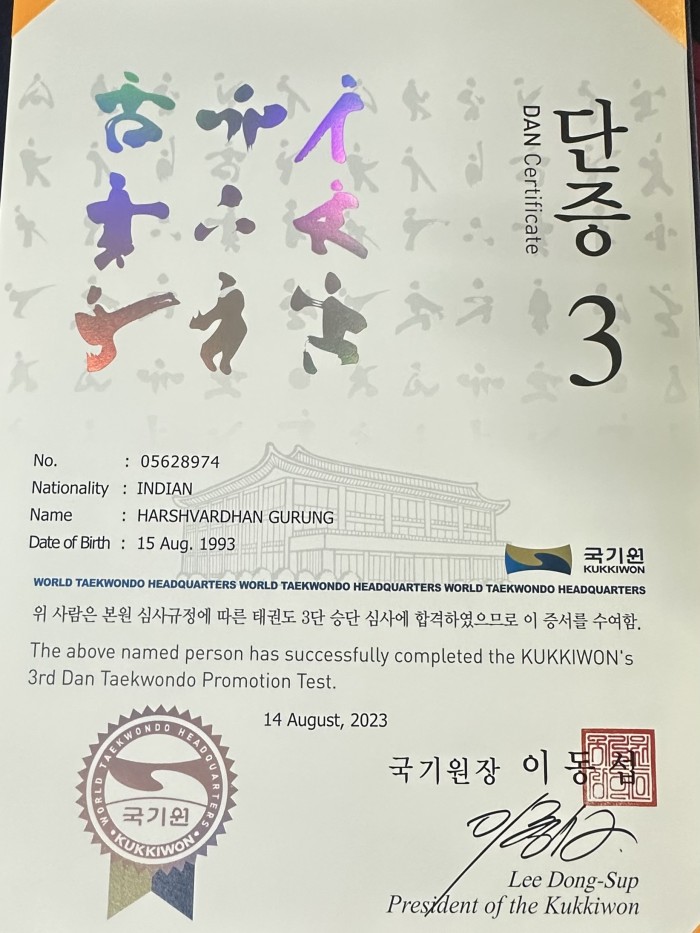 단증
DAN Certificate
3
No. : 05628974
Nationality : INDIAN
Name : HARSHVARDHAN GURUNG
Date of Birth : 15 Aug. 1993
국기원
KUKKIWON
WORLD TAEKWONDO HEADQUARTERS WORLD TAEKWONDO HEADQUARTERS WORLD TAEKWONDO HEADQUARTERS
위 사람은 본원 심사규정에 따른 태권도 3단 승단 심사에 합격하였으므로 이 증서를 수여함.
The above named person has successfully completed the KUKKIWON's
3rd Dan Taekwondo Promotion Test.
14 August, 2023
WORLD TAEKWONDO HEADQUARTERS
국기원
KUKKIWON
국기원장 이동섭
Lee Dong-Sup
President of the Kukkiwon